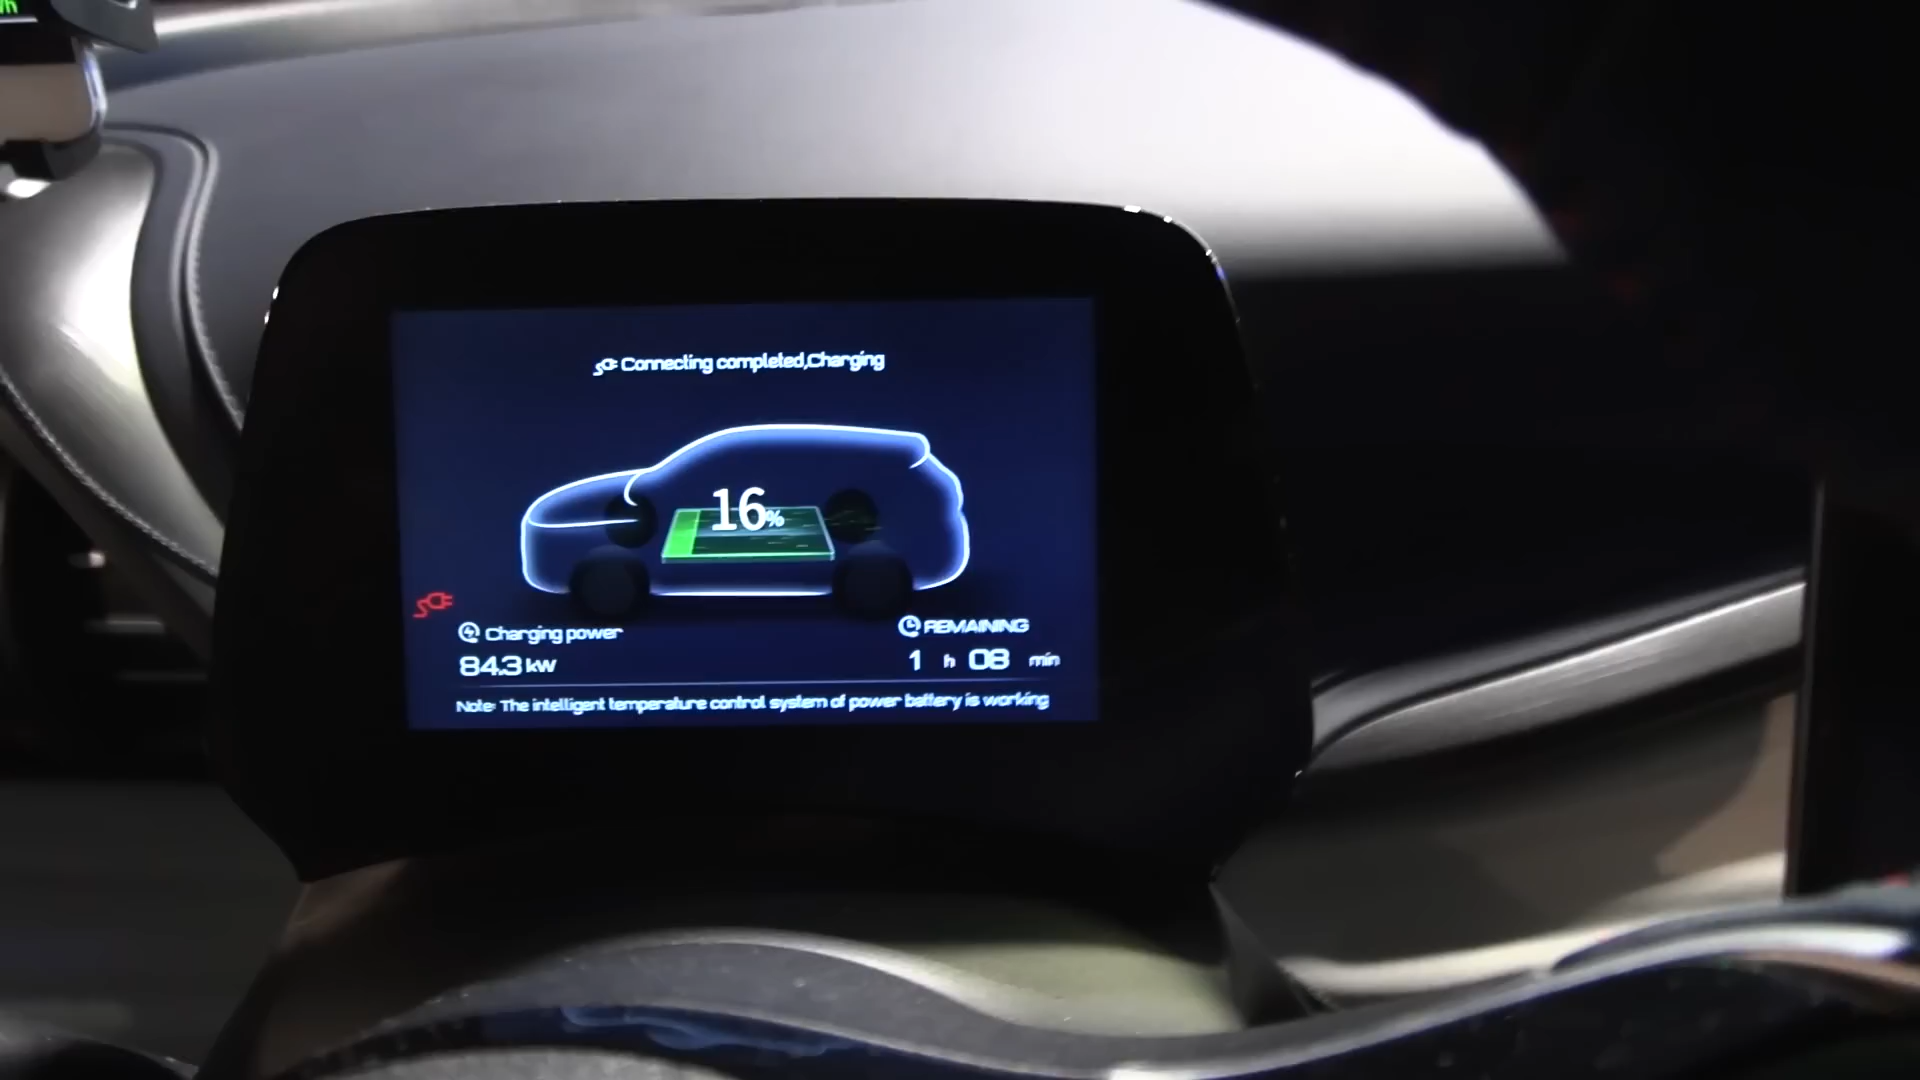 Connecting completed,Charging
16%
Charging power
84.3 kW
REMAINING
1 h 08 min
Note: The intelligent temperature control system of power battery is working